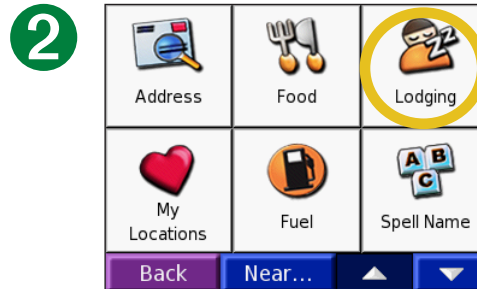 2
Address
Food
Lodging
My
Locations
Fuel
A B
C
Spell Name
Back
Near...